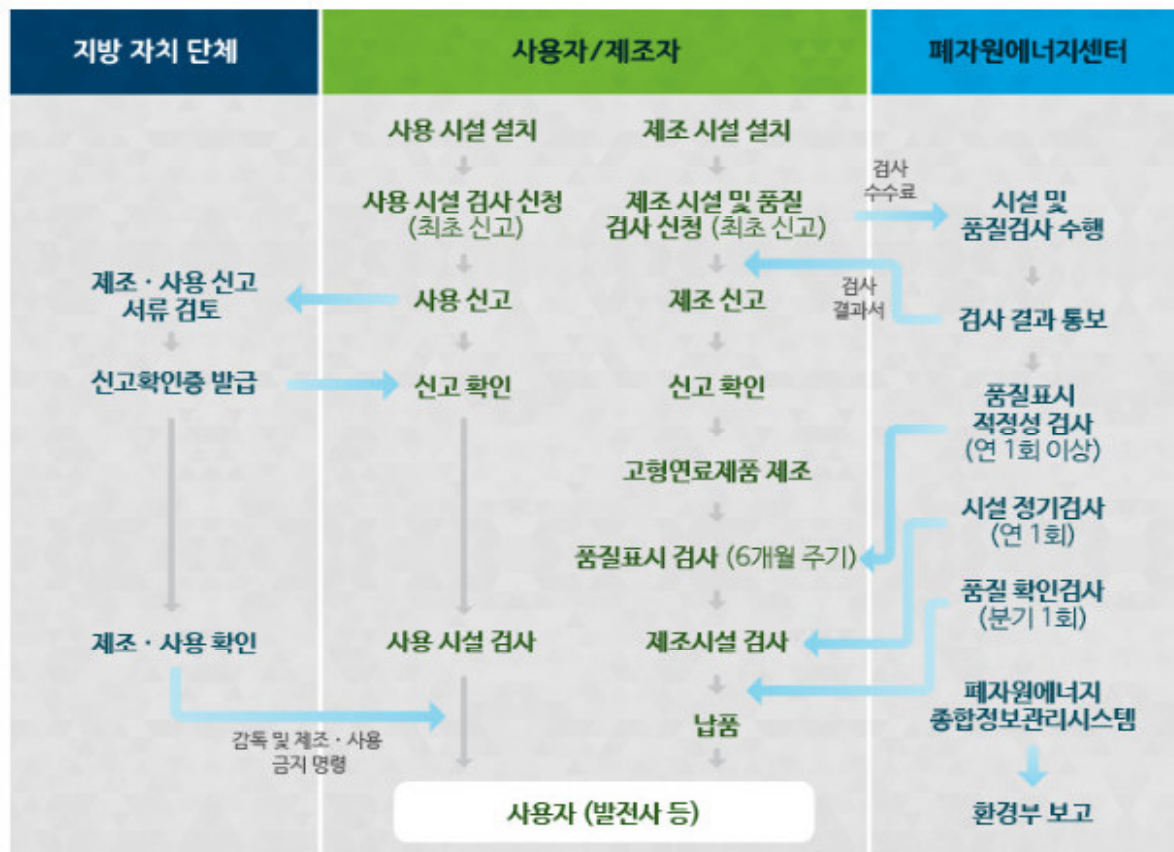 지방 자치 단체
사용자/제조자
폐자원에너지센터
사용 시설 설치
제조 시설 설치
사용 시설 검사 신청
(최초 신고)
제조 시설 및 품질
검사 신청 (최초 신고)
검사
수수료
시설 및
품질검사 수행
제조 · 사용 신고
서류 검토
사용 신고
제조 신고
검사
결과서
검사 결과 통보
신고확인증 발급
신고 확인
신고 확인
품질표시
적정성 검사
(연 1회 이상)
고형연료제품 제조
시설 정기검사
(연 1회)
품질표시 검사 (6개월 주기)
품질 확인검사
(분기 1회)
제조 · 사용 확인
사용 시설 검사
제조시설 검사
폐자원에너지
종합정보관리시스템
납품
감독 및 제조 · 사용
금지 명령
사용자 (발전사 등)
환경부 보고